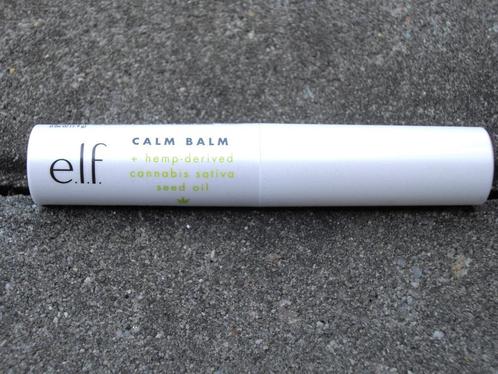 e.l.f.
CALM BALM
+ hemp-derived
cannabis sativa
seed oil